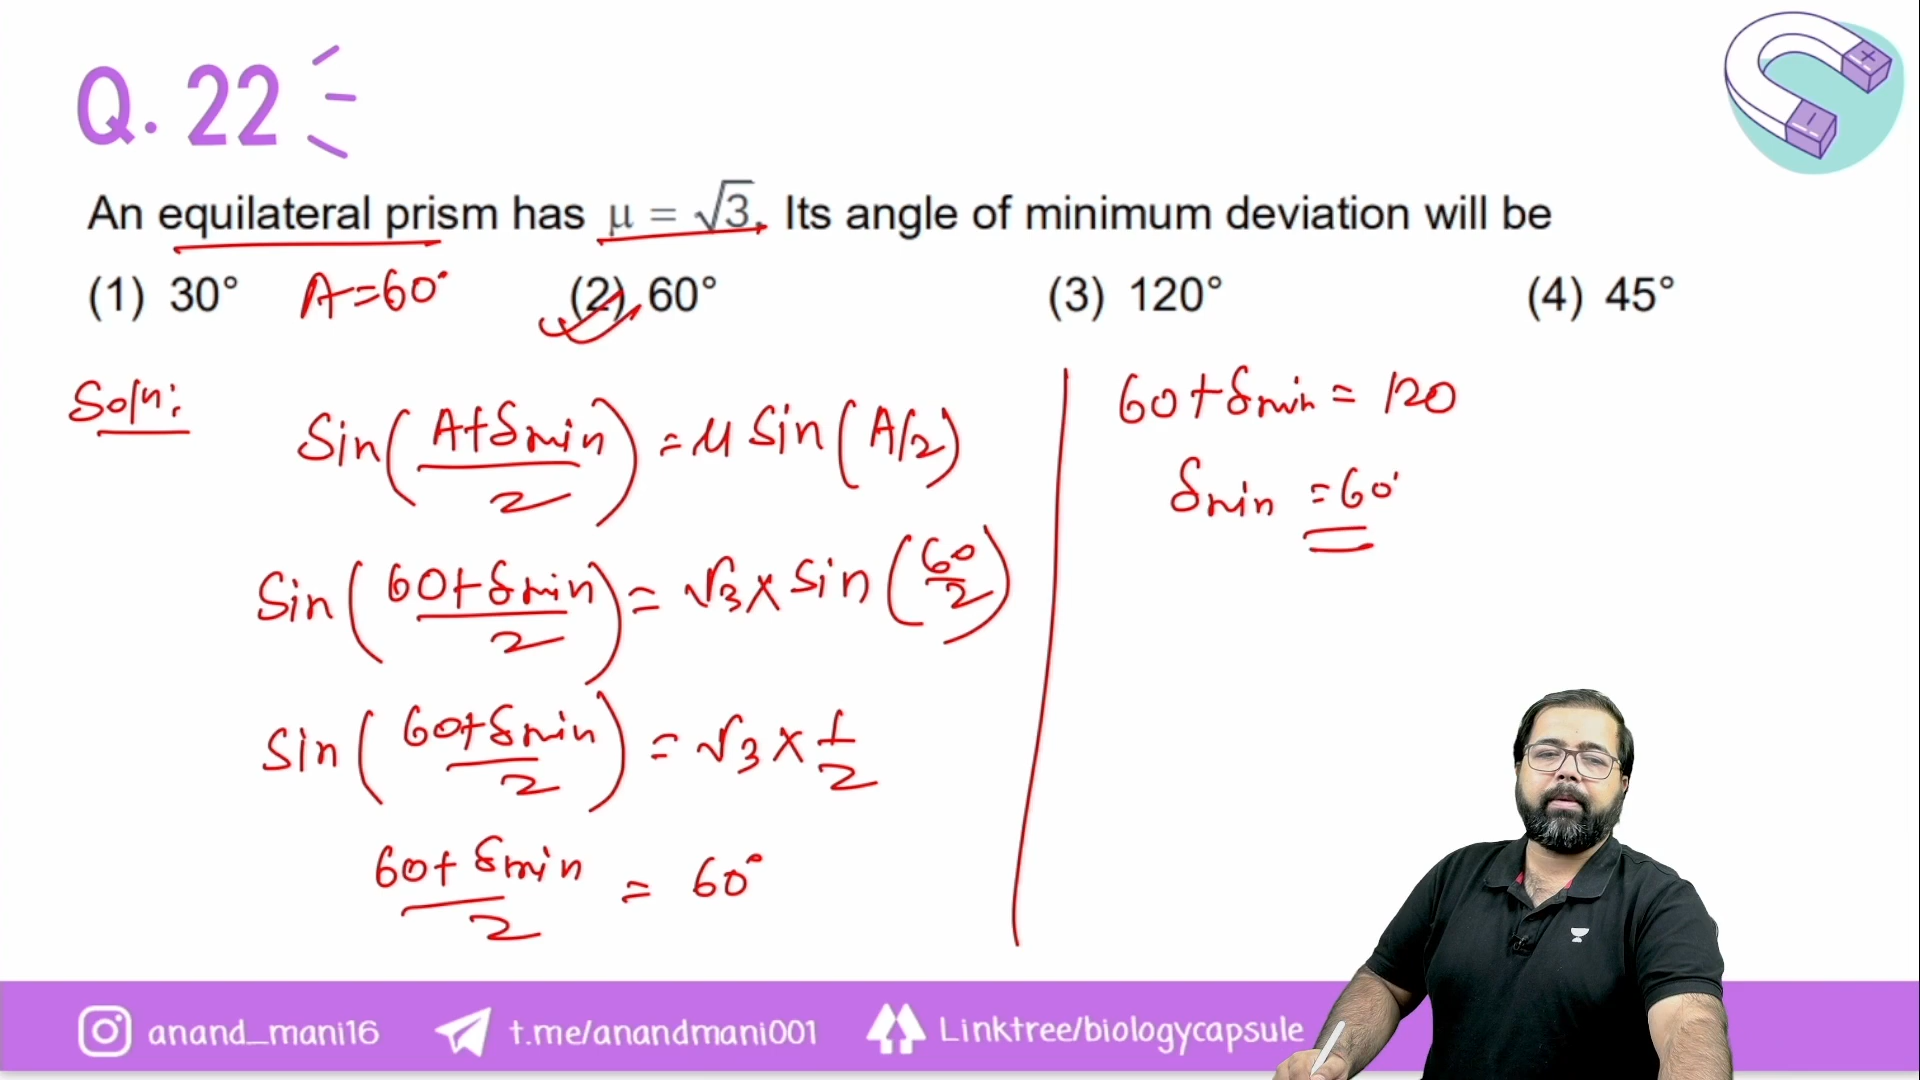 Q. 22
An equilateral prism has μ = √3. Its angle of minimum deviation will be
(1) 30° A=60° (2) 60° (3) 120° (4) 45°
Soln:
Sin((A+δmin)/2) = μ Sin(A/2)
Sin((60+δmin)/2) = √3 × Sin(60/2)
Sin((60+δmin)/2) = √3 × 1/2
(60+δmin)/2 = 60°
60+δmin = 120
δmin = 60°
anand_mani16 t.me/anandmani001 Linktree/biologycapsule